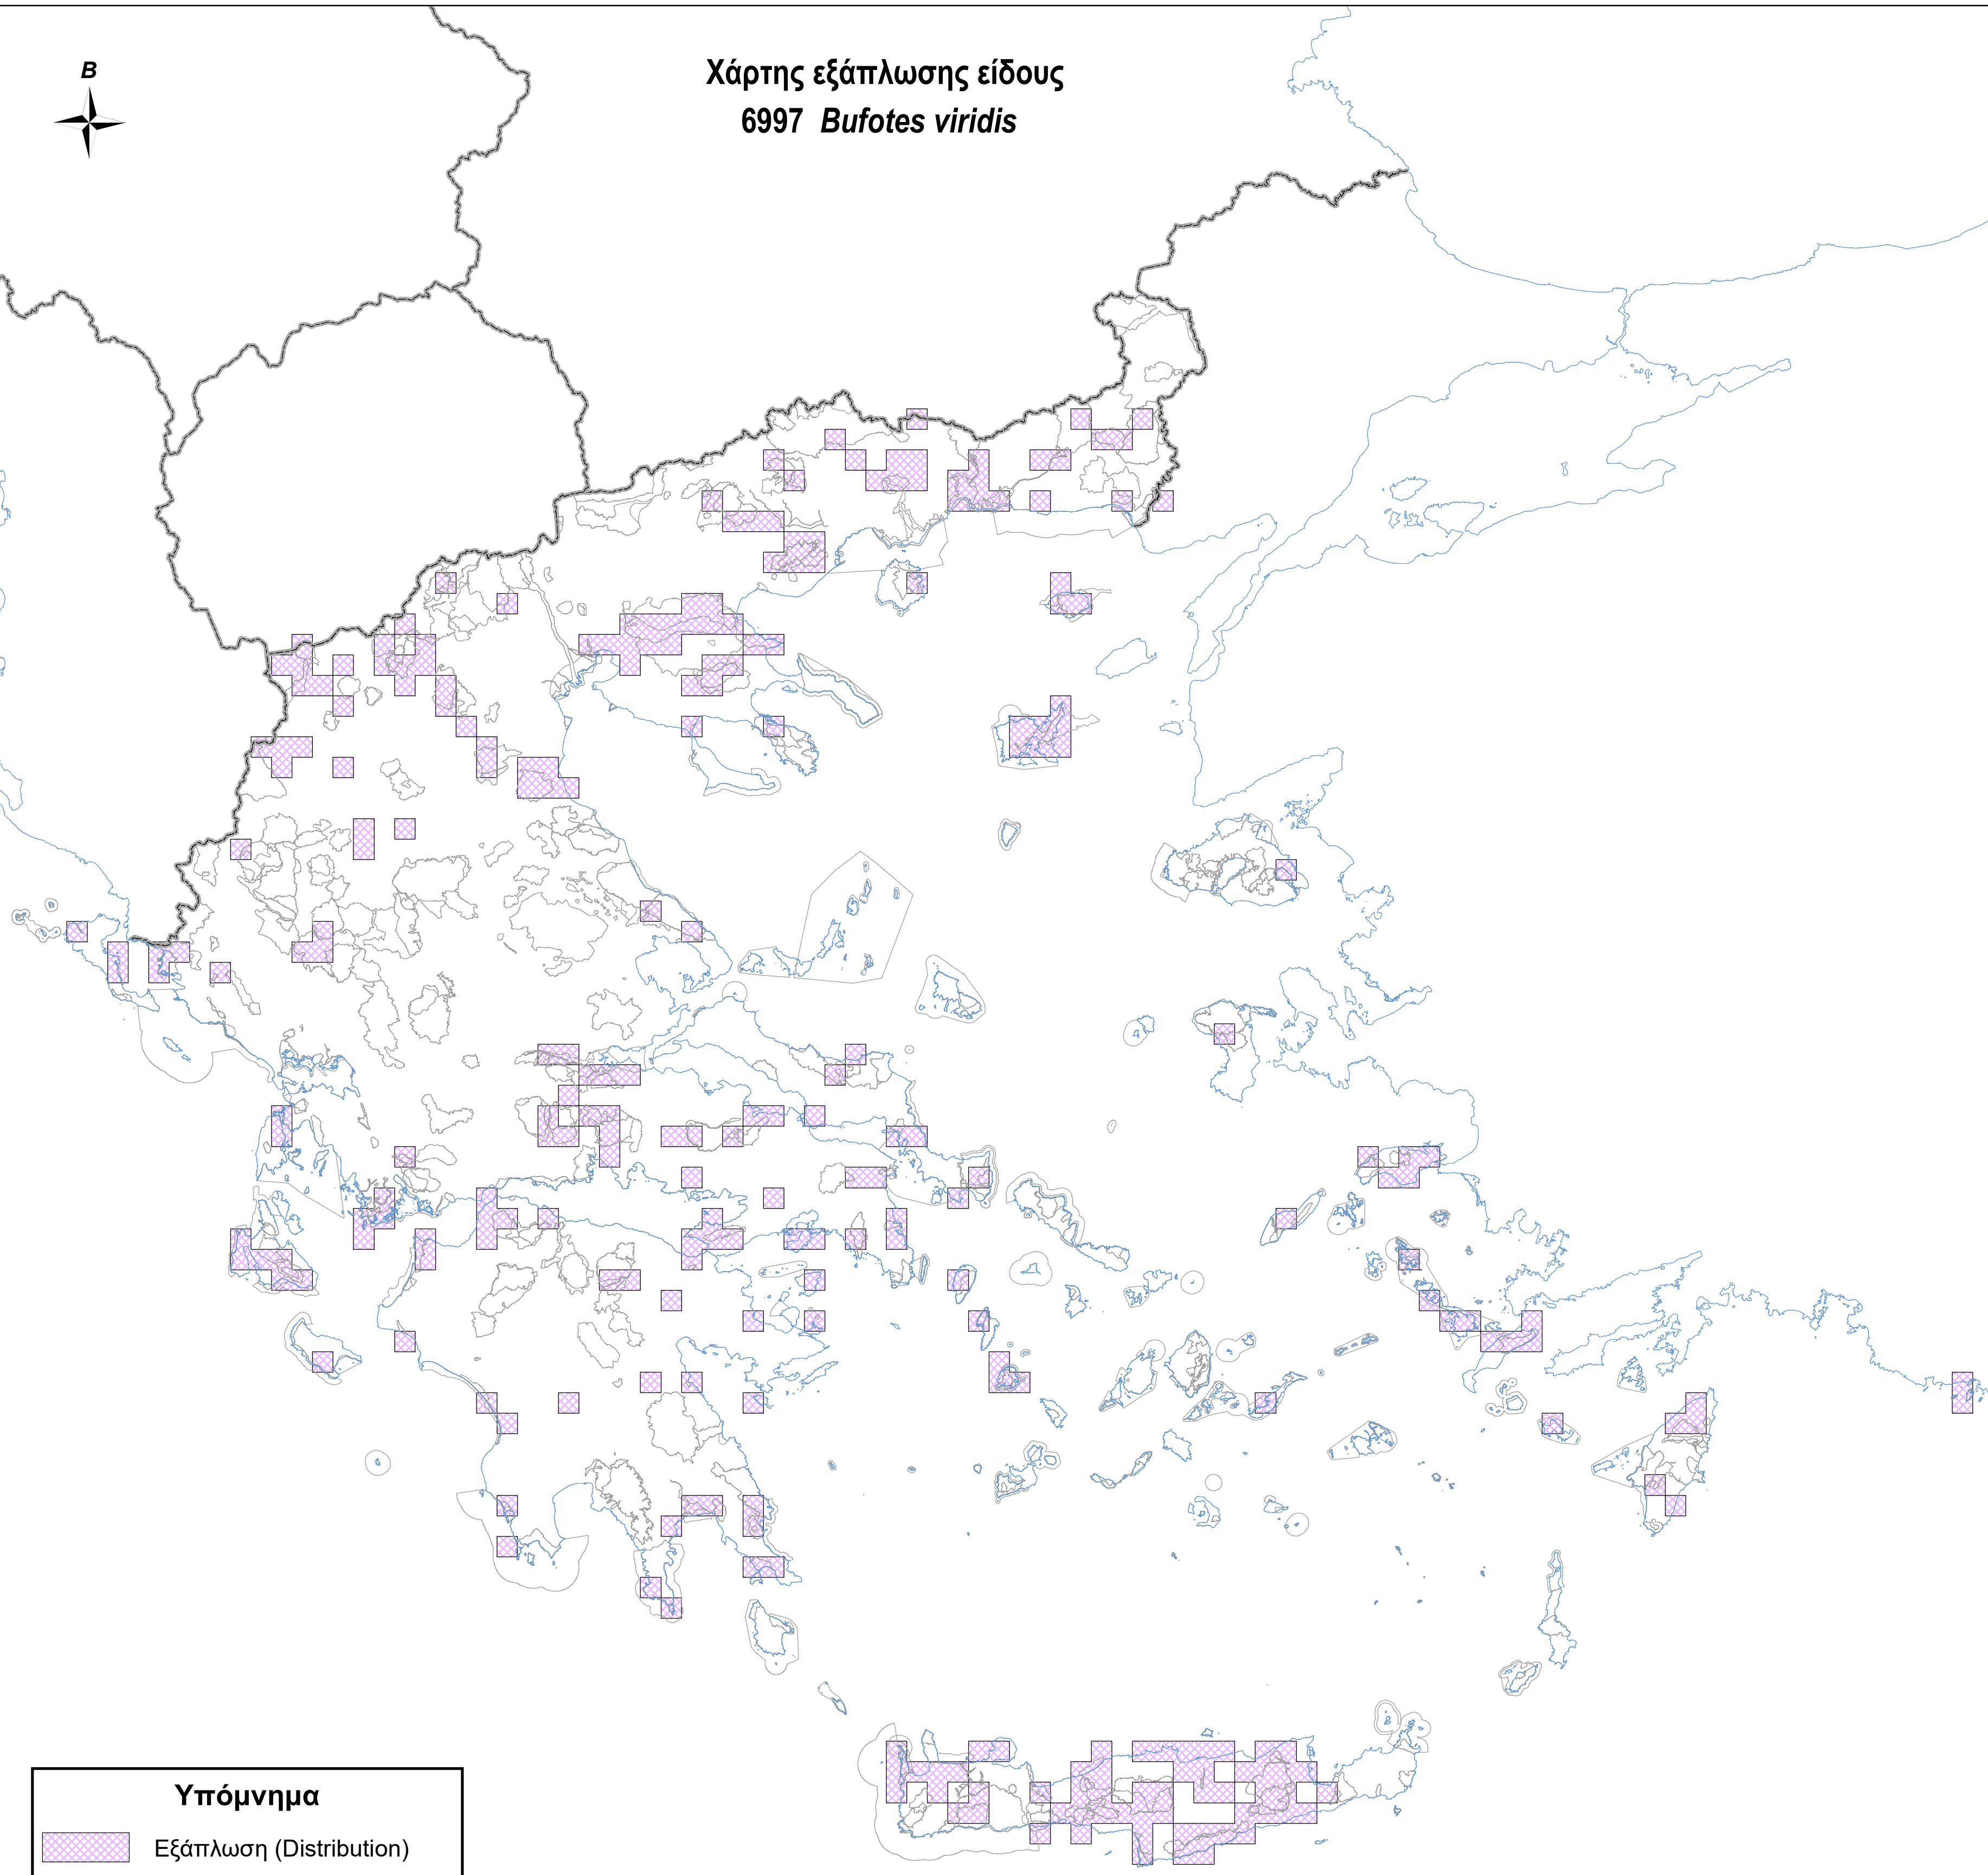 Β
Χάρτης εξάπλωσης είδους
6997 Bufotes viridis
Υπόμνημα
Εξάπλωση (Distribution)